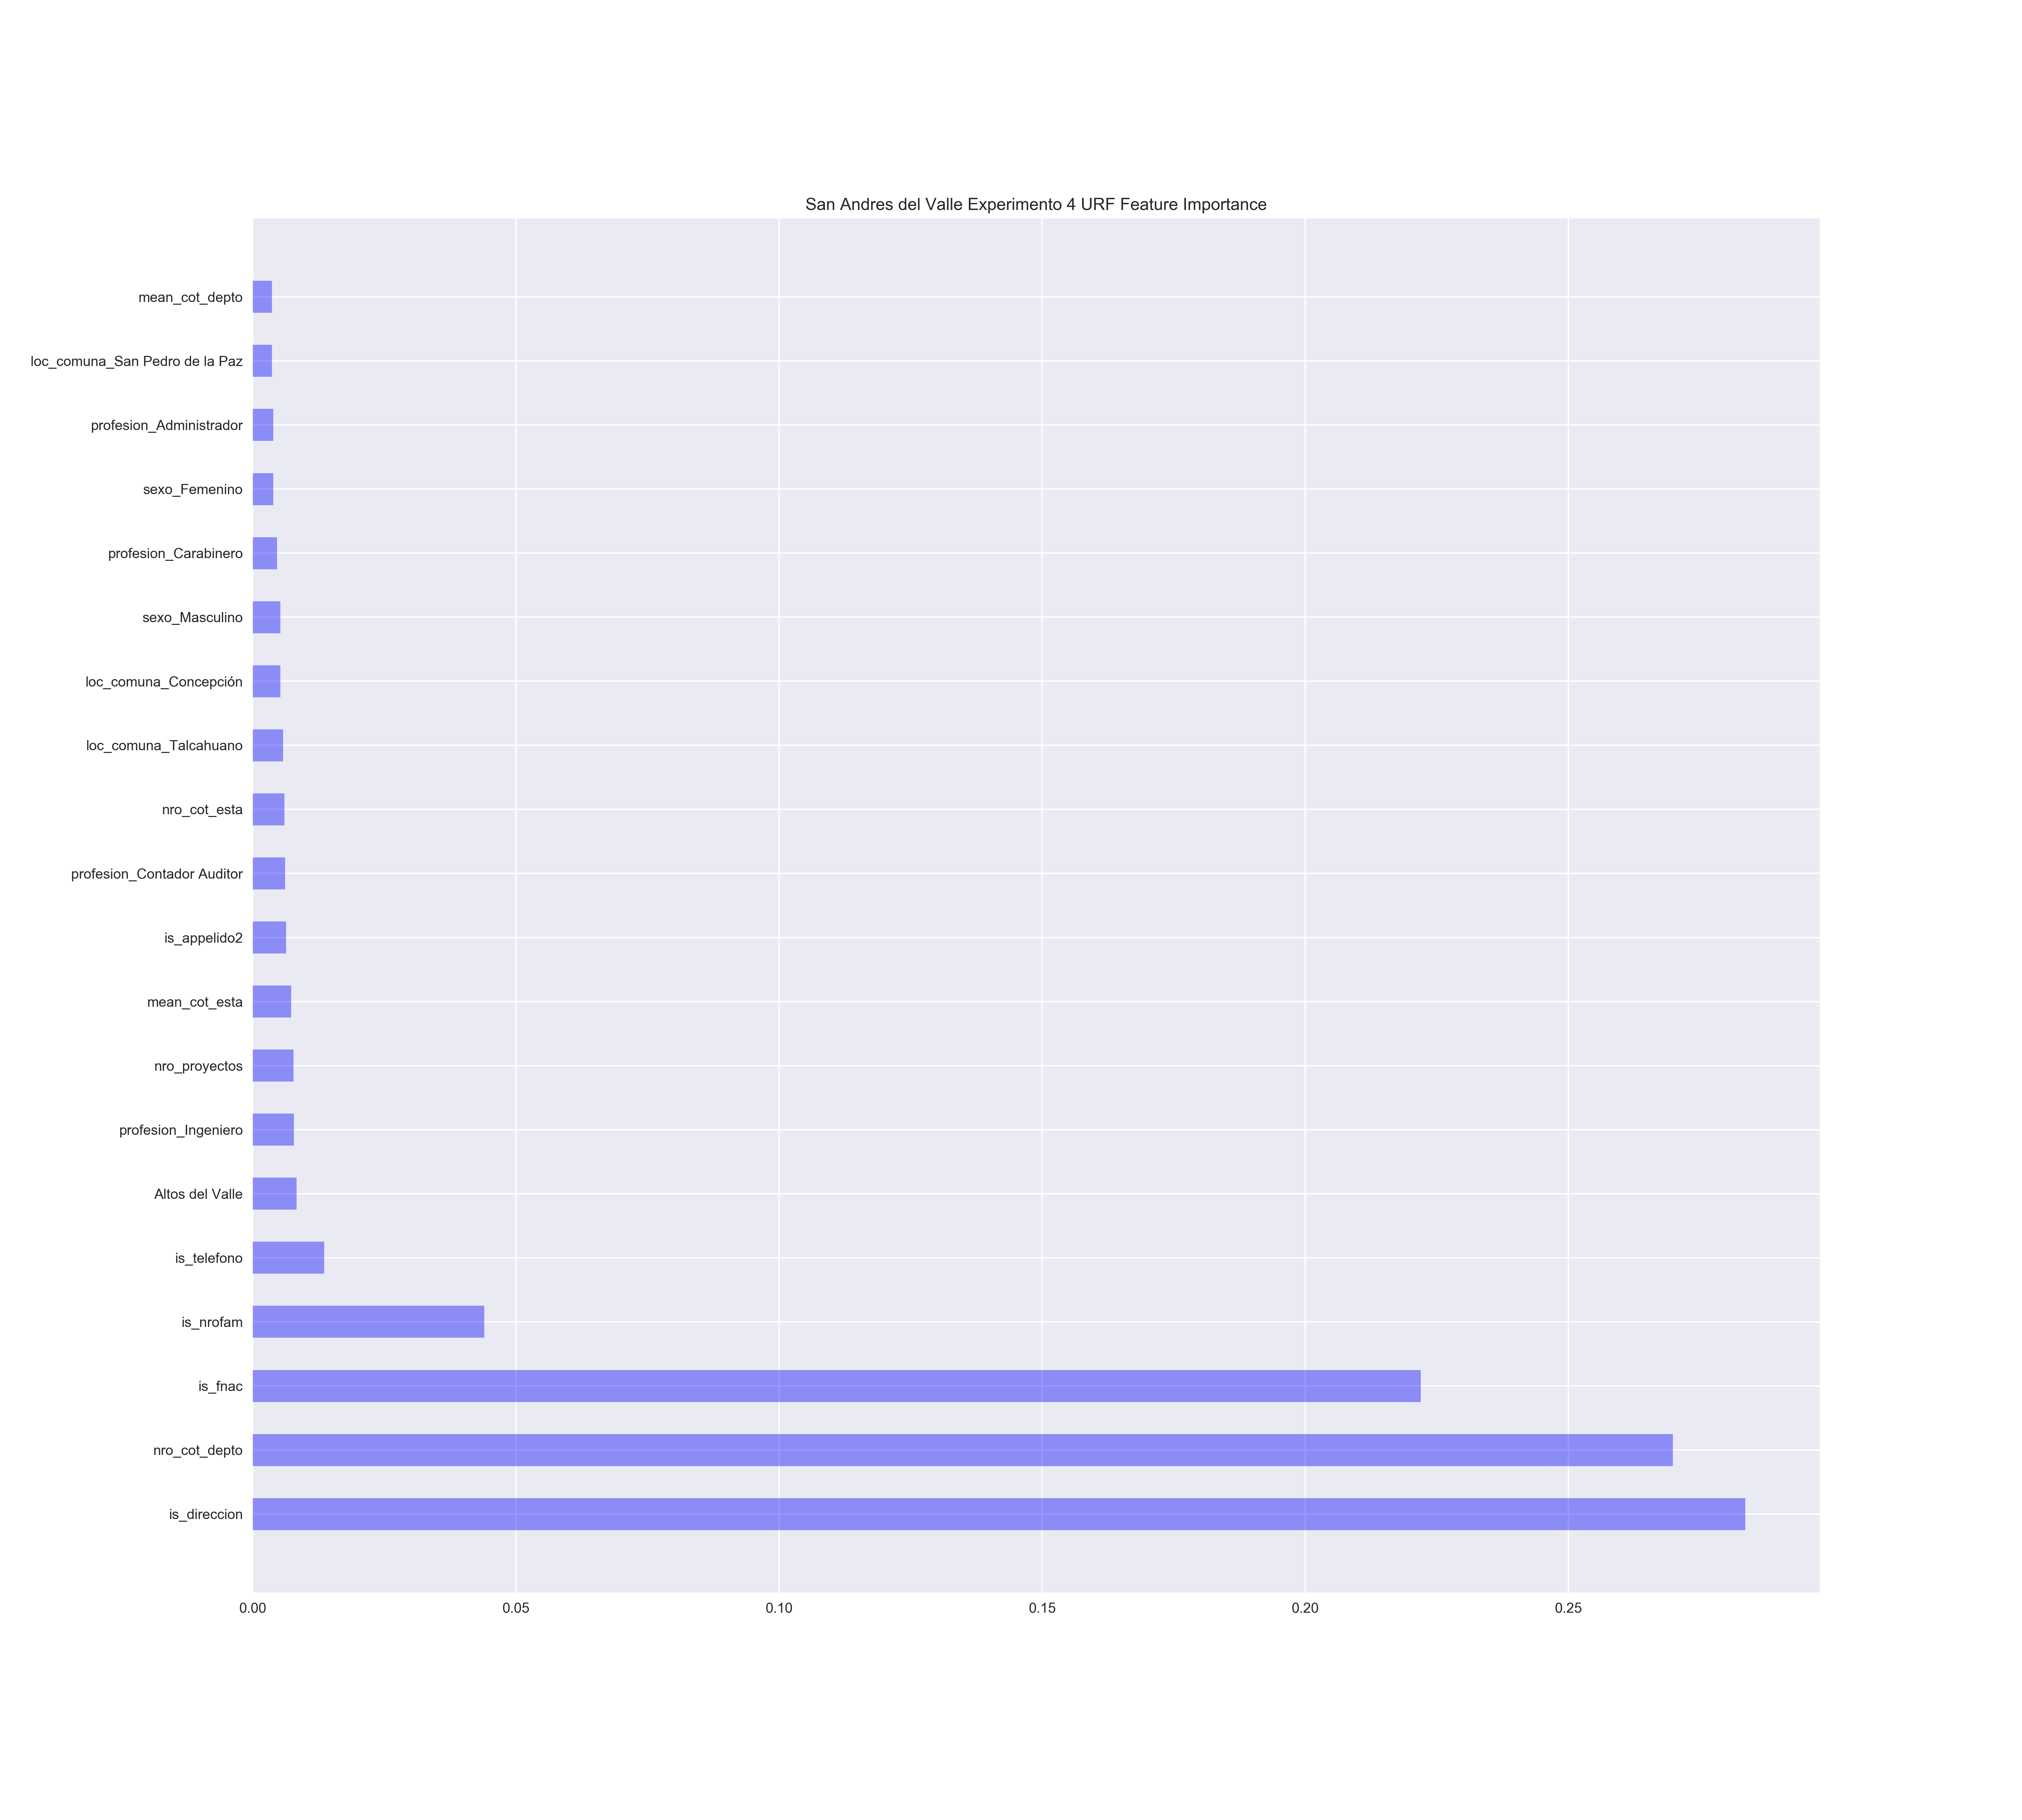 San Andres del Valle Experimento 4 URF Feature Importance
mean_cot_depto
loc_comuna_San Pedro de la Paz
profesion_Administrador
sexo_Femenino
profesion_Carabinero
sexo_Masculino
loc_comuna_Concepción
loc_comuna_Talcahuano
nro_cot_esta
profesion_Contador Auditor
is_appelido2
mean_cot_esta
nro_proyectos
profesion_Ingeniero
Altos del Valle
is_telefono
is_nrofam
is_fnac
nro_cot_depto
is_direccion
0.00 0.05 0.10 0.15 0.20 0.25